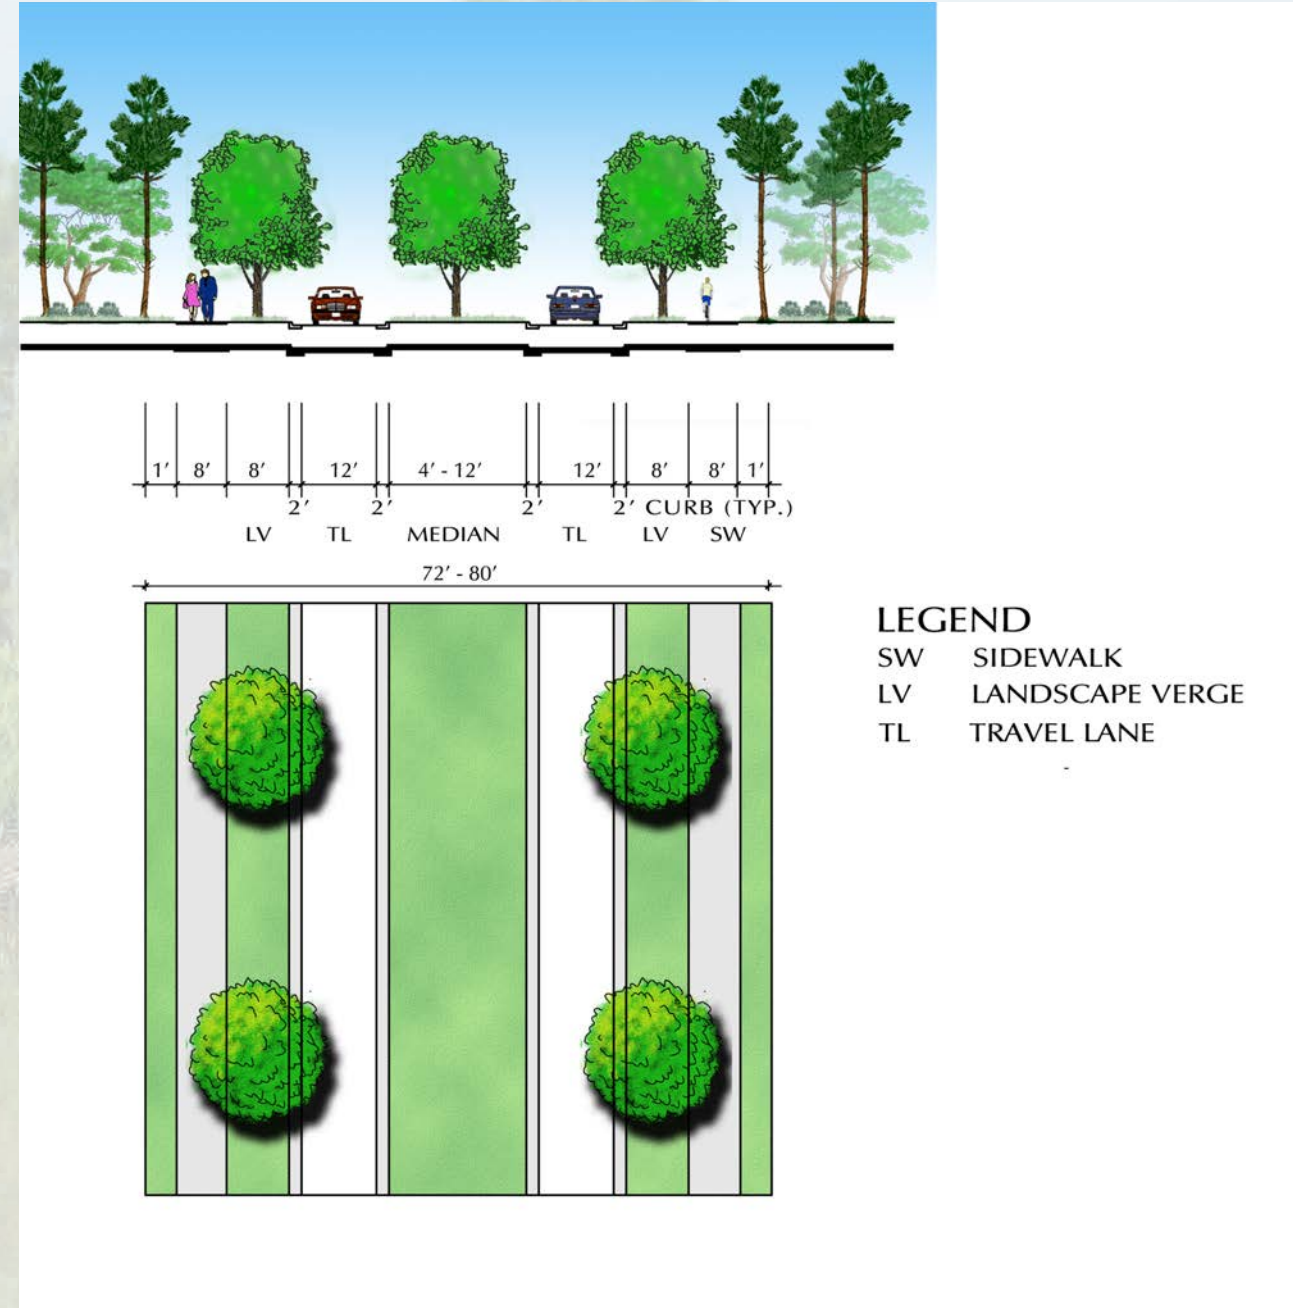 1' 8' 8' 12' 4' - 12' 12' 8' 8' 1'
2' 2' 2' 2' CURB (TYP.)
LV TL MEDIAN TL LV SW
72' - 80'
LEGEND
SW SIDEWALK
LV LANDSCAPE VERGE
TL TRAVEL LANE
-